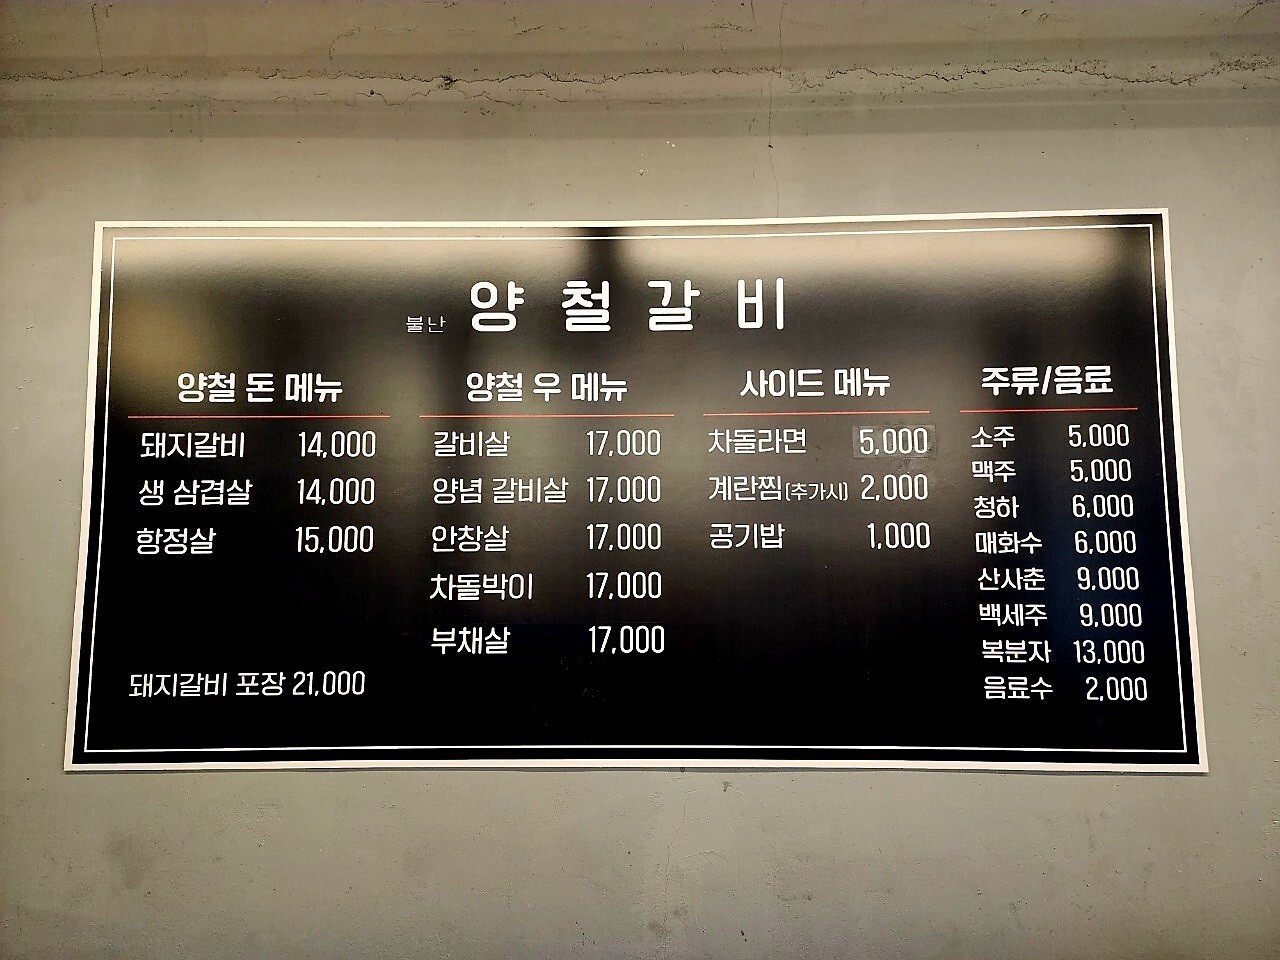 불난 양철갈비
양철 돈 메뉴
돼지갈비 14,000
생 삼겹살 14,000
항정살 15,000
돼지갈비 포장 21,000
양철 우 메뉴
갈비살 17,000
양념 갈비살 17,000
안창살 17,000
차돌박이 17,000
부채살 17,000
사이드 메뉴
차돌라면 5,000
계란찜(추가시) 2,000
공기밥 1,000
주류/음료
소주 5,000
맥주 5,000
청하 6,000
매화수 6,000
산사춘 9,000
백세주 9,000
복분자 13,000
음료수 2,000